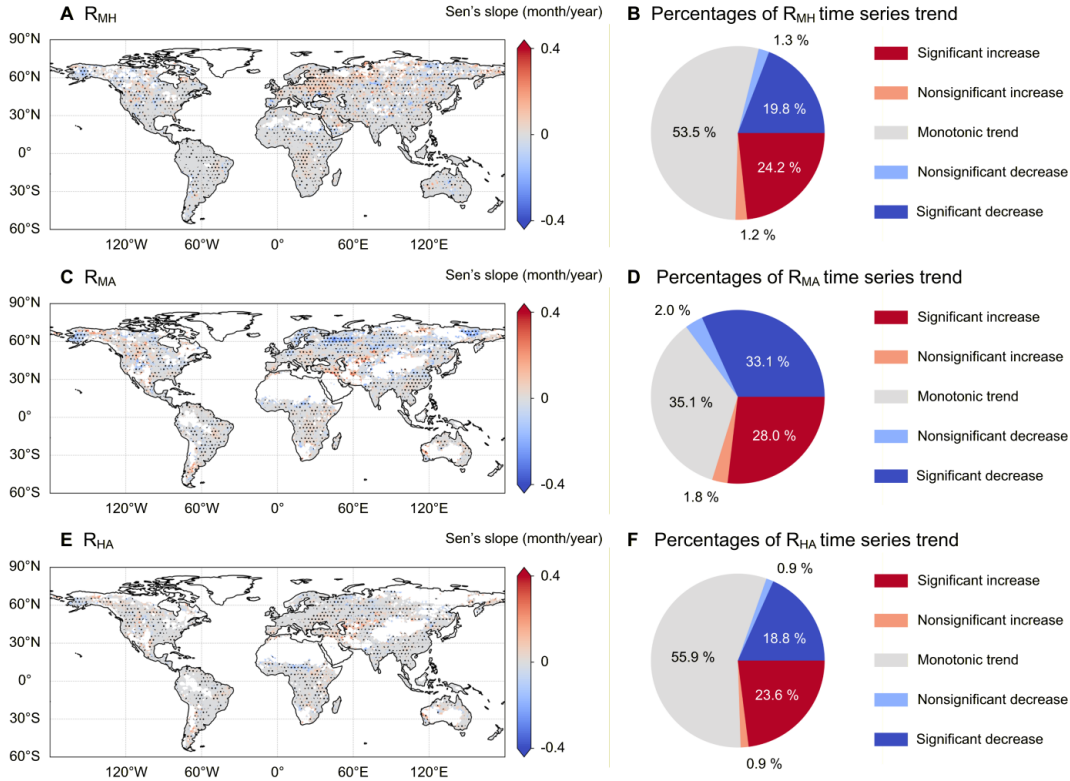 A R_MH
Sen's slope (month/year)
B Percentages of R_MH time series trend
90°N
60°N
30°N
0°
30°S
60°S
120°W 60°W 0° 60°E 120°E
0.4
0
-0.4
1.3 %
19.8 %
53.5 %
24.2 %
1.2 %
Significant increase
Nonsignificant increase
Monotonic trend
Nonsignificant decrease
Significant decrease
C R_MA
Sen's slope (month/year)
D Percentages of R_MA time series trend
90°N
60°N
30°N
0°
30°S
60°S
120°W 60°W 0° 60°E 120°E
0.4
0
-0.4
2.0 %
33.1 %
35.1 %
28.0 %
1.8 %
Significant increase
Nonsignificant increase
Monotonic trend
Nonsignificant decrease
Significant decrease
E R_HA
Sen's slope (month/year)
F Percentages of R_HA time series trend
90°N
60°N
30°N
0°
30°S
60°S
120°W 60°W 0° 60°E 120°E
0.4
0
-0.4
0.9 %
18.8 %
55.9 %
23.6 %
0.9 %
Significant increase
Nonsignificant increase
Monotonic trend
Nonsignificant decrease
Significant decrease